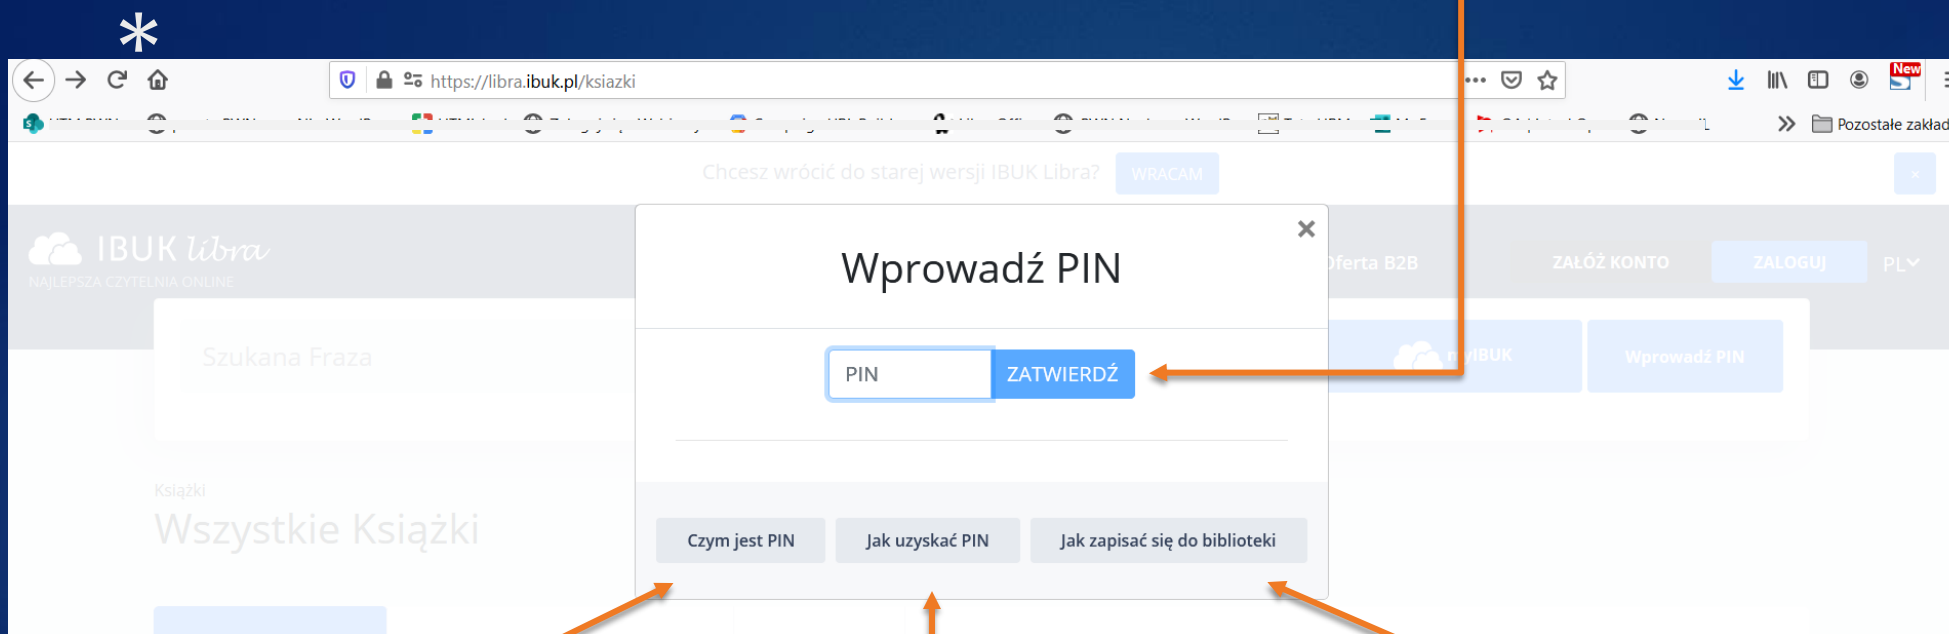 *
https://libra.ibuk.pl/ksiazki
New
Pozostałe zakład
Chcesz wrócić do starej wersji IBUK Libra? WRACAM ×
IBUK libra
NAJLEPSZA CZYTELNIA ONLINE
Oferta B2B ZAŁÓŻ KONTO ZALOGUJ PL
Wprowadź PIN
Szukana Fraza
PIN ZATWIERDŹ
myIBUK Wprowadź PIN
Książki
Wszystkie Książki
Czym jest PIN Jak uzyskać PIN Jak zapisać się do biblioteki